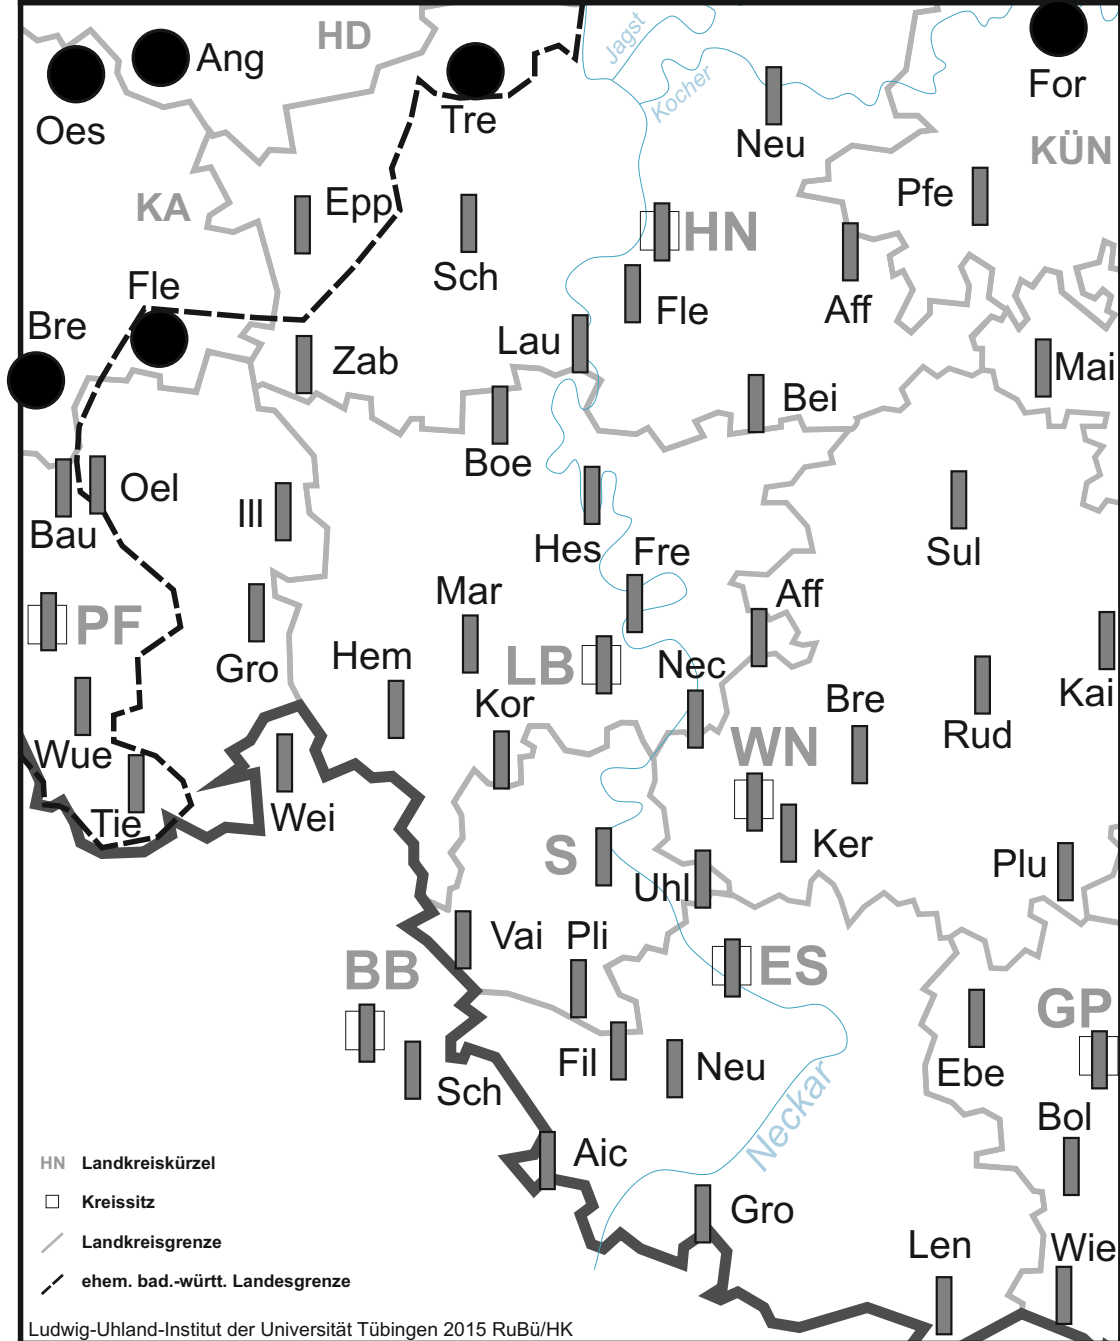 HD
Ang
Oes
Tre
Jagst
Kocher
Neu
For
KÜN
KA
Epp
Sch
HN
Pfe
Fle
Aff
Fle
Bre
Zab
Lau
Mai
Bei
Boe
Oel
Bau
Ill
Hes
Sul
Fre
Mar
Aff
PF
Gro
Hem
LB
Nec
Kai
Kor
Bre
Rud
Wue
WN
Tie
Wei
S
Ker
Uhl
Plu
Vai
Pli
BB
ES
GP
Fil
Neu
Sch
Ebe
Neckar
Bol
Aic
Gro
Len
Wie
HN Landkreiskürzel
Kreissitz
Landkreisgrenze
ehem. bad.-württ. Landesgrenze
Ludwig-Uhland-Institut der Universität Tübingen 2015 RuBü/HK